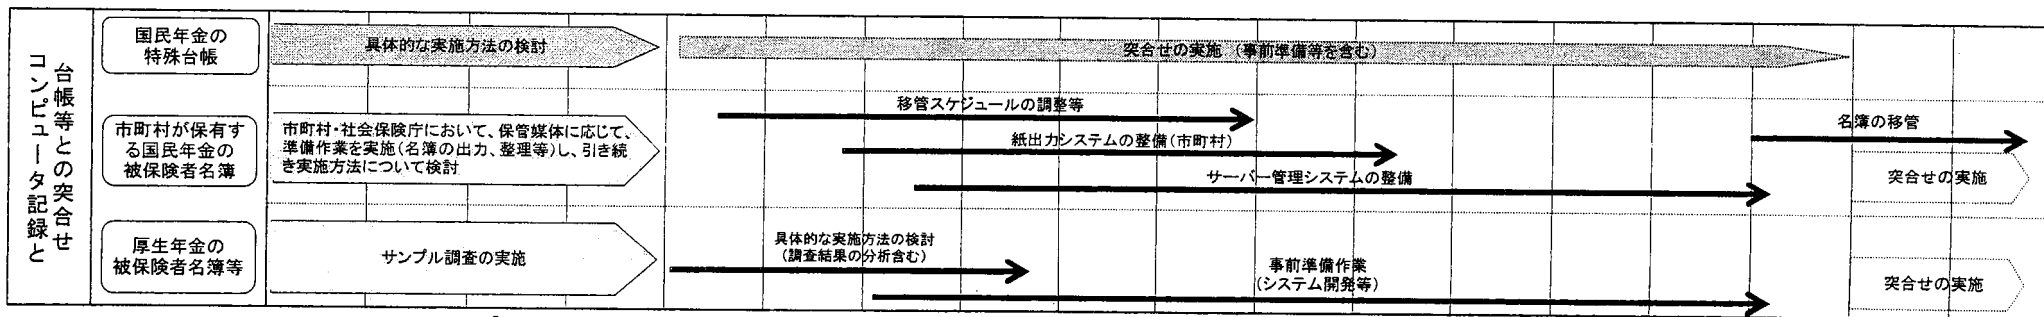 コンピュータ記録と
台帳等との突合せ
国民年金の
特殊台帳
具体的な実施方法の検討
突合せの実施 (事前準備等を含む)
市町村が保有す
る国民年金の
被保険者名簿
市町村・社会保険庁において、保管媒体に応じて、
準備作業を実施(名簿の出力、整理等)し、引き続
き実施方法について検討
移管スケジュールの調整等
紙出力システムの整備(市町村)
サーバー管理システムの整備
名簿の移管
突合せの実施
厚生年金の
被保険者名簿等
サンプル調査の実施
具体的な実施方法の検討
(調査結果の分析含む)
事前準備作業
(システム開発等)
突合せの実施